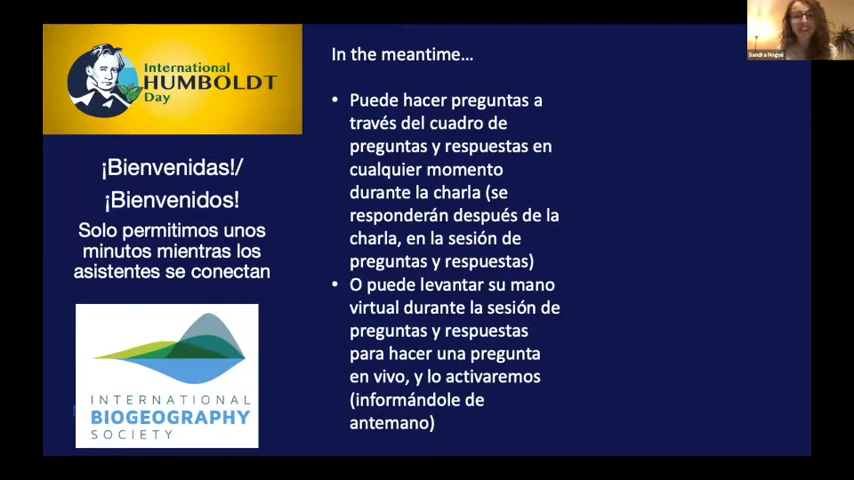 International
HUMBOLDT
Day
¡Bienvenidas!/
¡Bienvenidos!
Solo permitimos unos
minutos mientras los
asistentes se conectan
INTERNATIONAL
BIOGEOGRAPHY
SOCIETY
In the meantime...
• Puede hacer preguntas a
través del cuadro de
preguntas y respuestas en
cualquier momento
durante la charla (se
responderán después de la
charla, en la sesión de
preguntas y respuestas)
• O puede levantar su mano
virtual durante la sesión de
preguntas y respuestas
para hacer una pregunta
en vivo, y lo activaremos
(informándole de
antemano)
Sandra Nogué